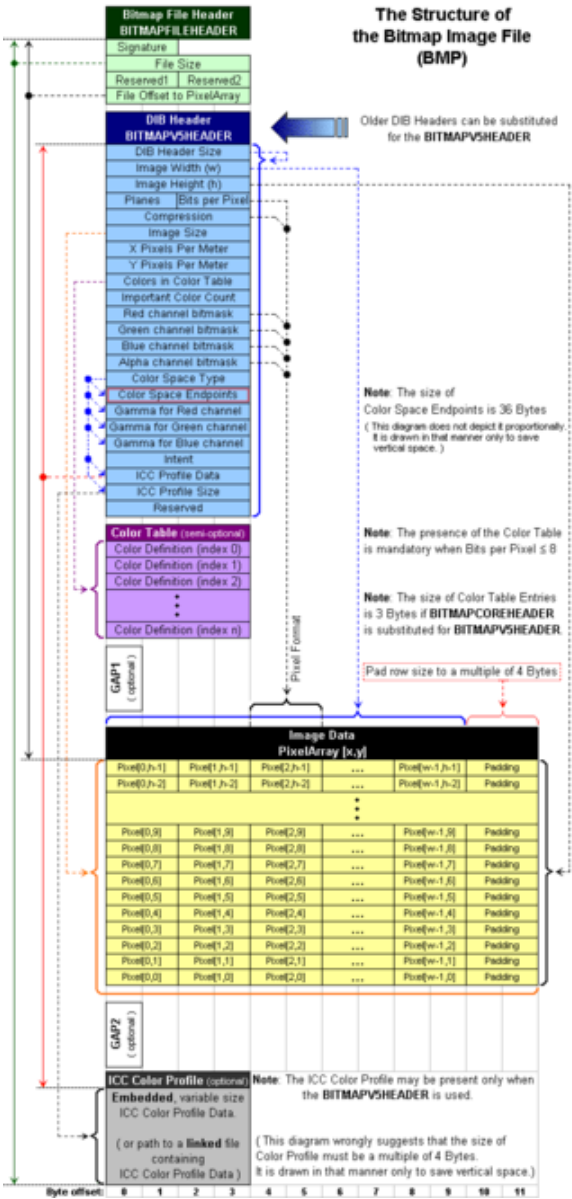 The Structure of
the Bitmap Image File
(BMP)
Bitmap File Header
BITMAPFILEHEADER
Signature
File Size
Reserved1 Reserved2
File Offset to PixelArray
DIB Header
BITMAPV5HEADER
Older DIB Headers can be substituted
for the BITMAPV5HEADER
DIB Header Size
Image Width (w)
Image Height (h)
Planes Bits per Pixel
Compression
Image Size
X Pixels Per Meter
Y Pixels Per Meter
Colors in Color Table
Important Color Count
Red channel bitmask
Green channel bitmask
Blue channel bitmask
Alpha channel bitmask
Color Space Type
Color Space Endpoints
Gamma for Red channel
Gamma for Green channel
Gamma for Blue channel
Intent
ICC Profile Data
ICC Profile Size
Reserved
Note: The size of
Color Space Endpoints is 36 Bytes
( This diagram does not depict it proportionally.
It is drawn in that manner only to save
vertical space. )
Color Table (semi-optional)
Color Definition (index 0)
Color Definition (index 1)
Color Definition (index 2)
Color Definition (index n)
Note: The presence of the Color Table
is mandatory when Bits per Pixel ≤ 8
Note: The size of Color Table Entries
is 3 Bytes if BITMAPCOREHEADER
is substituted for BITMAPV5HEADER.
GAP1
( optional )
Pixel Format
Pad row size to a multiple of 4 Bytes
Image Data
PixelArray [x,y]
Pixel[0,h-1] Pixel[1,h-1] Pixel[2,h-1] ... Pixel[w-1,h-1] Padding
Pixel[0,h-2] Pixel[1,h-2] Pixel[2,h-2] ... Pixel[w-1,h-2] Padding
Pixel[0,9] Pixel[1,9] Pixel[2,9] ... Pixel[w-1,9] Padding
Pixel[0,8] Pixel[1,8] Pixel[2,8] ... Pixel[w-1,8] Padding
Pixel[0,7] Pixel[1,7] Pixel[2,7] ... Pixel[w-1,7] Padding
Pixel[0,6] Pixel[1,6] Pixel[2,6] ... Pixel[w-1,6] Padding
Pixel[0,5] Pixel[1,5] Pixel[2,5] ... Pixel[w-1,5] Padding
Pixel[0,4] Pixel[1,4] Pixel[2,4] ... Pixel[w-1,4] Padding
Pixel[0,3] Pixel[1,3] Pixel[2,3] ... Pixel[w-1,3] Padding
Pixel[0,2] Pixel[1,2] Pixel[2,2] ... Pixel[w-1,2] Padding
Pixel[0,1] Pixel[1,1] Pixel[2,1] ... Pixel[w-1,1] Padding
Pixel[0,0] Pixel[1,0] Pixel[2,0] ... Pixel[w-1,0] Padding
GAP2
( optional )
ICC Color Profile (optional)
Embedded, variable size
ICC Color Profile Data.
( or path to a linked file
containing
ICC Color Profile Data )
Note: The ICC Color Profile may be present only when
the BITMAPV5HEADER is used.
( This diagram wrongly suggests that the size of
Color Profile must be a multiple of 4 Bytes.
It is drawn in that manner only to save vertical space.)
Byte offset: 0 1 2 3 4 5 6 7 8 9 10 11